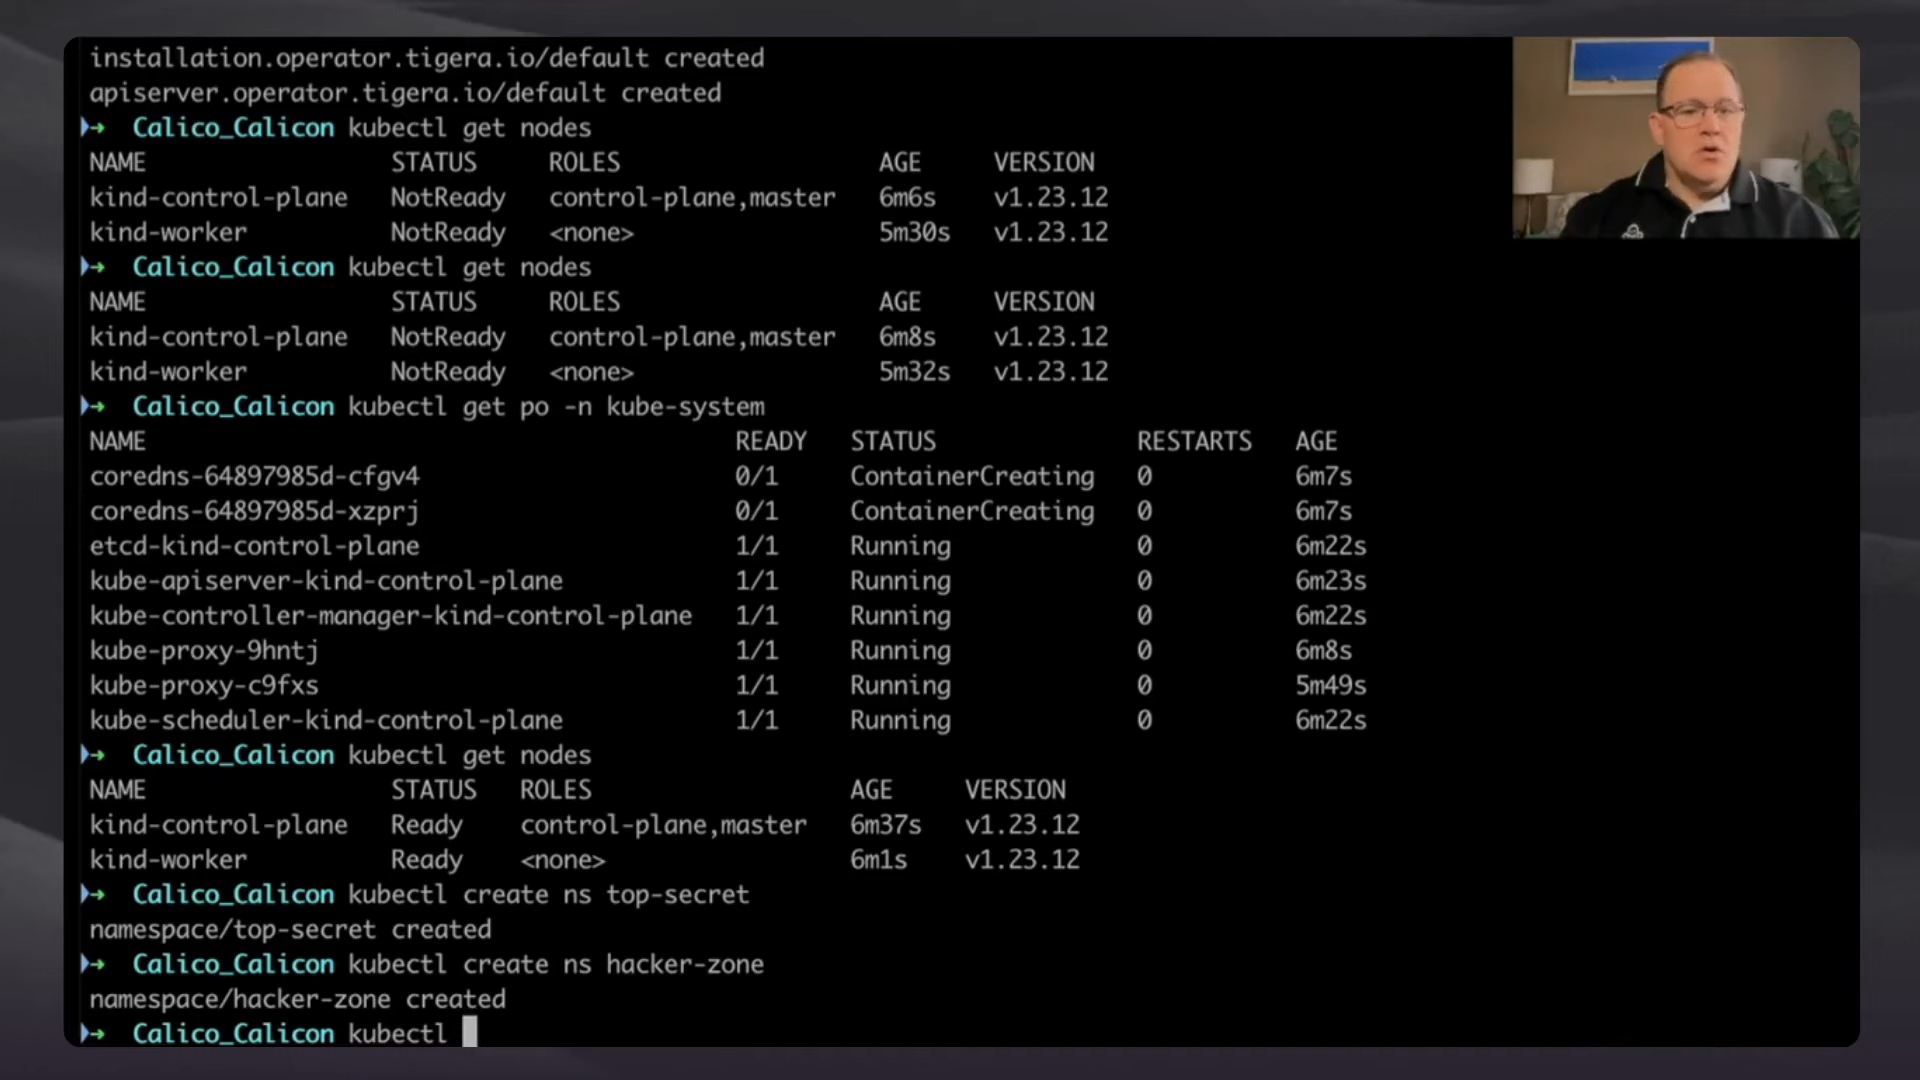 installation.operator.tigera.io/default created
apiserver.operator.tigera.io/default created
Calico_Calicon kubectl get nodes
NAME STATUS ROLES AGE VERSION
kind-control-plane NotReady control-plane,master 6m6s v1.23.12
kind-worker NotReady <none> 5m30s v1.23.12
Calico_Calicon kubectl get nodes
NAME STATUS ROLES AGE VERSION
kind-control-plane NotReady control-plane,master 6m8s v1.23.12
kind-worker NotReady <none> 5m32s v1.23.12
Calico_Calicon kubectl get po -n kube-system
NAME READY STATUS RESTARTS AGE
coredns-64897985d-cfgv4 0/1 ContainerCreating 0 6m7s
coredns-64897985d-xzprj 0/1 ContainerCreating 0 6m7s
etcd-kind-control-plane 1/1 Running 0 6m22s
kube-apiserver-kind-control-plane 1/1 Running 0 6m23s
kube-controller-manager-kind-control-plane 1/1 Running 0 6m22s
kube-proxy-9hntj 1/1 Running 0 6m8s
kube-proxy-c9fxs 1/1 Running 0 5m49s
kube-scheduler-kind-control-plane 1/1 Running 0 6m22s
Calico_Calicon kubectl get nodes
NAME STATUS ROLES AGE VERSION
kind-control-plane Ready control-plane,master 6m37s v1.23.12
kind-worker Ready <none> 6m1s v1.23.12
Calico_Calicon kubectl create ns top-secret
namespace/top-secret created
Calico_Calicon kubectl create ns hacker-zone
namespace/hacker-zone created
Calico_Calicon kubectl